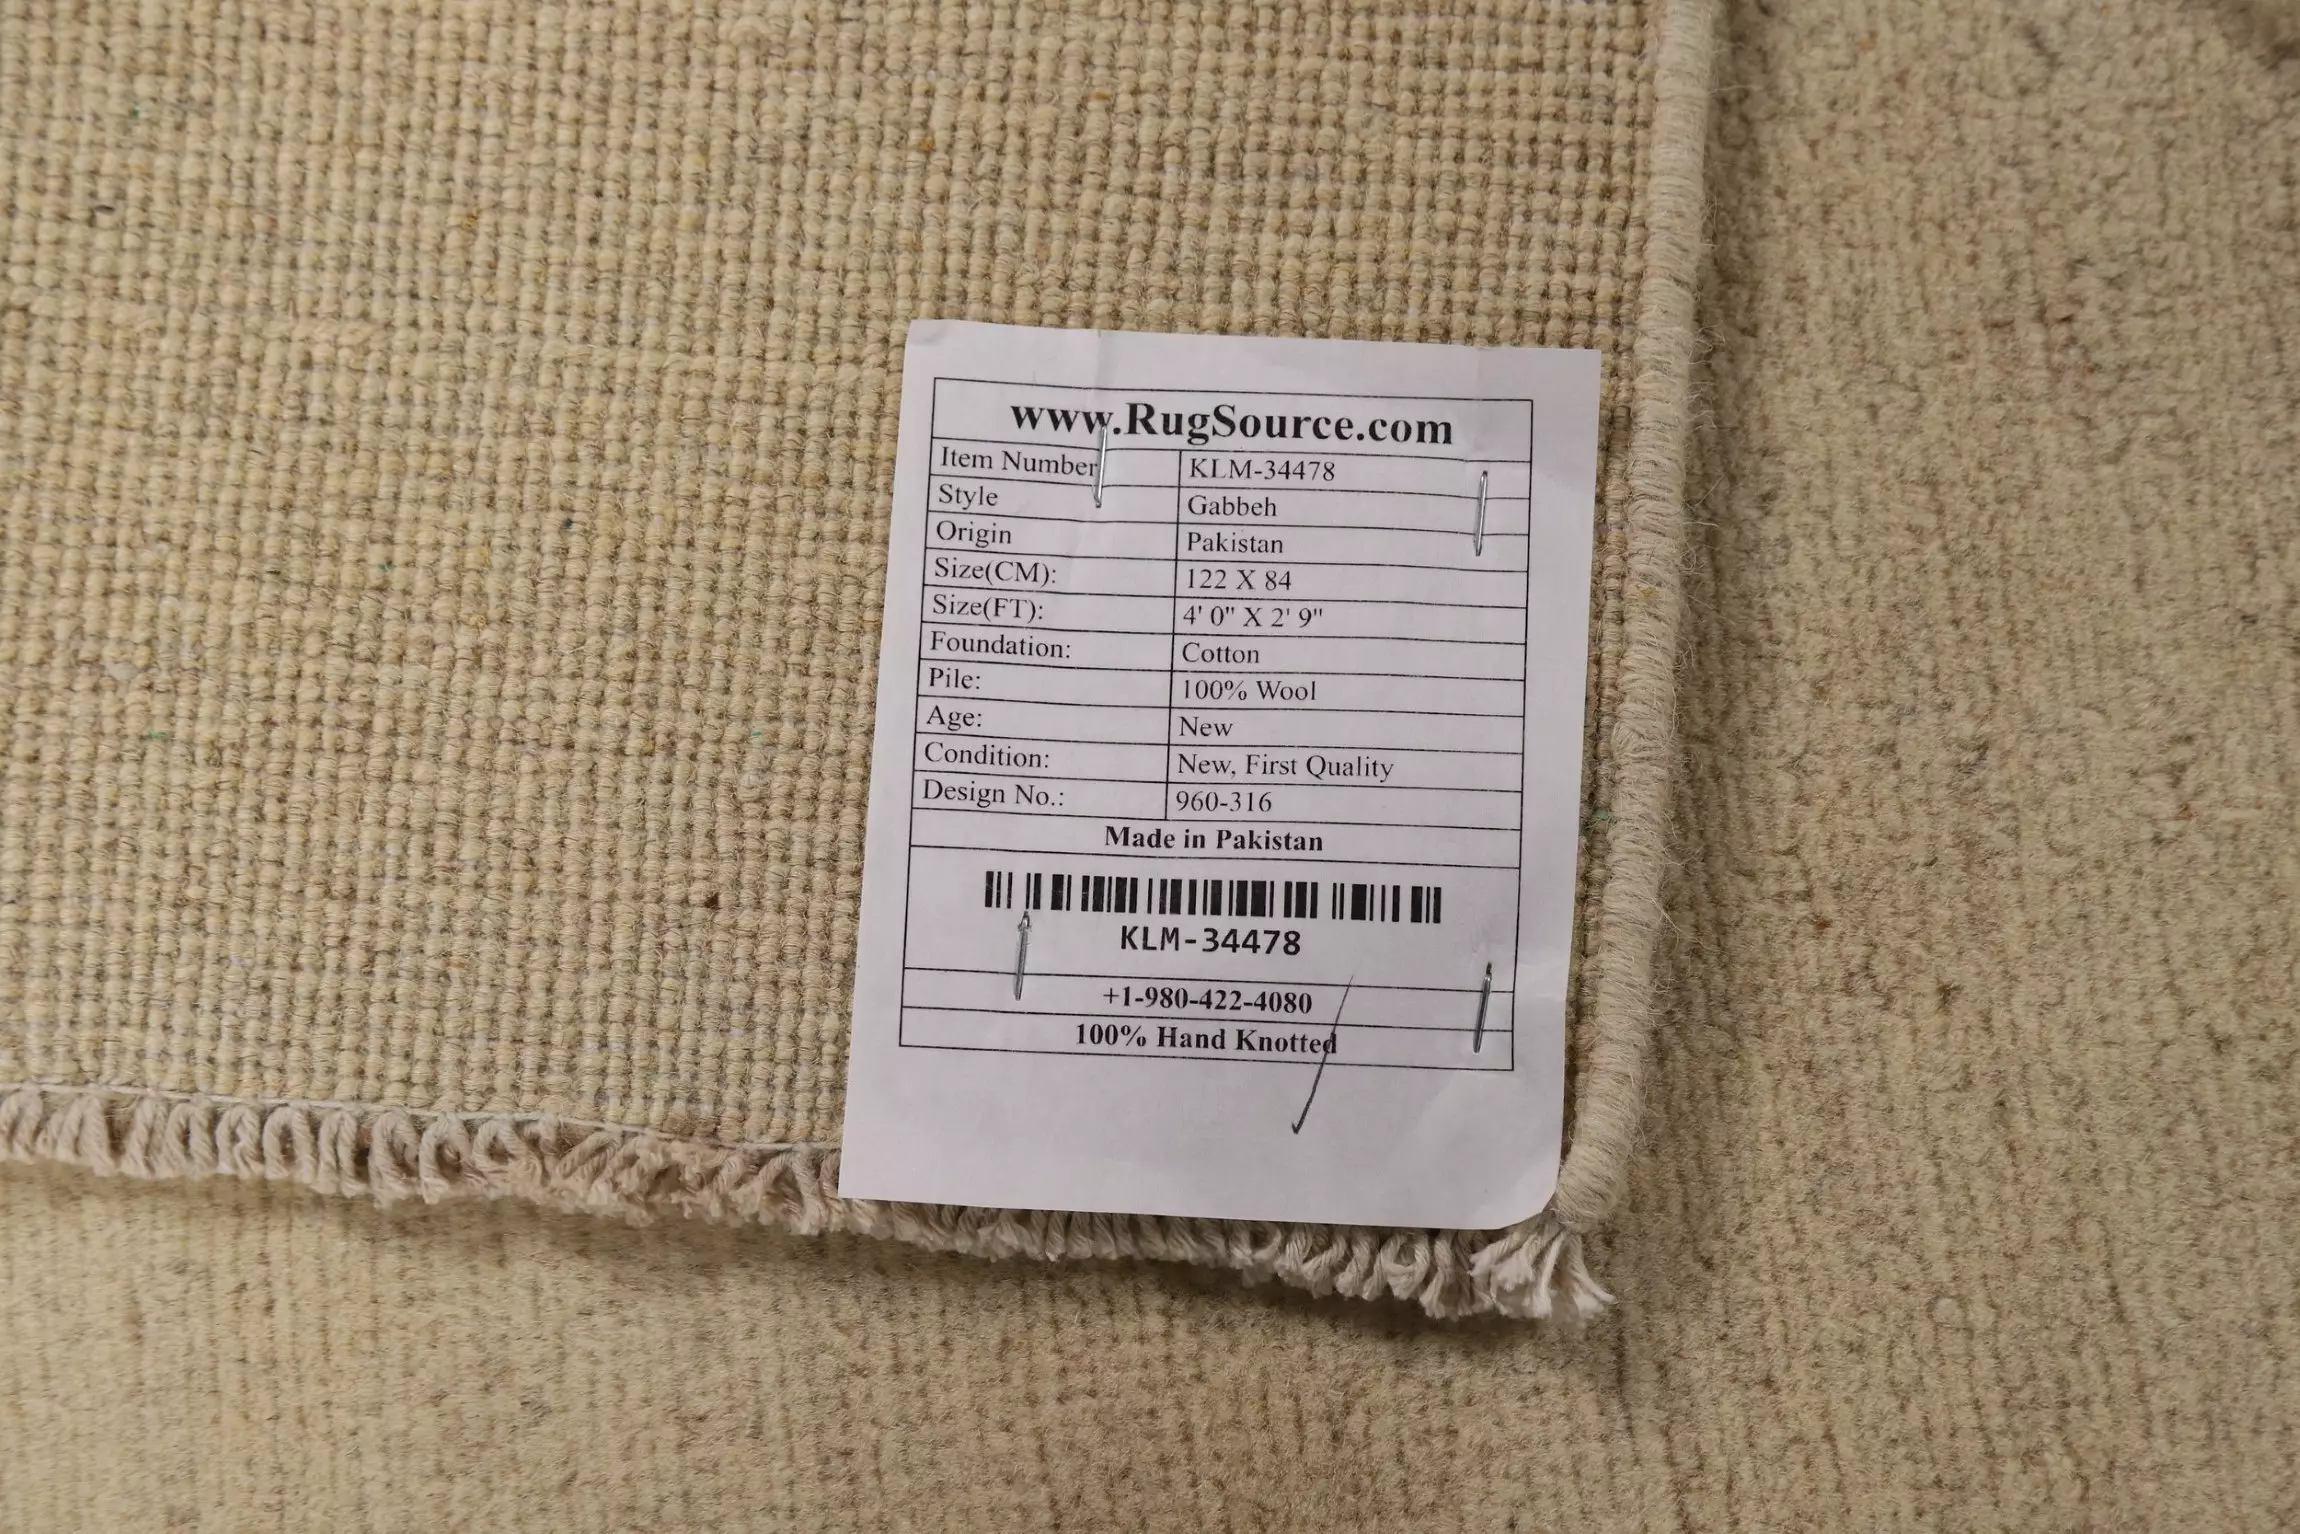 www.RugSource.com
Item Number KLM-34478
Style Gabbeh
Origin Pakistan
Size(CM): 122 X 84
Size(FT): 4' 0" X 2' 9"
Foundation: Cotton
Pile: 100% Wool
Age: New
Condition: New, First Quality
Design No.: 960-316
Made in Pakistan
KLM-34478
+1-980-422-4080
100% Hand Knotted